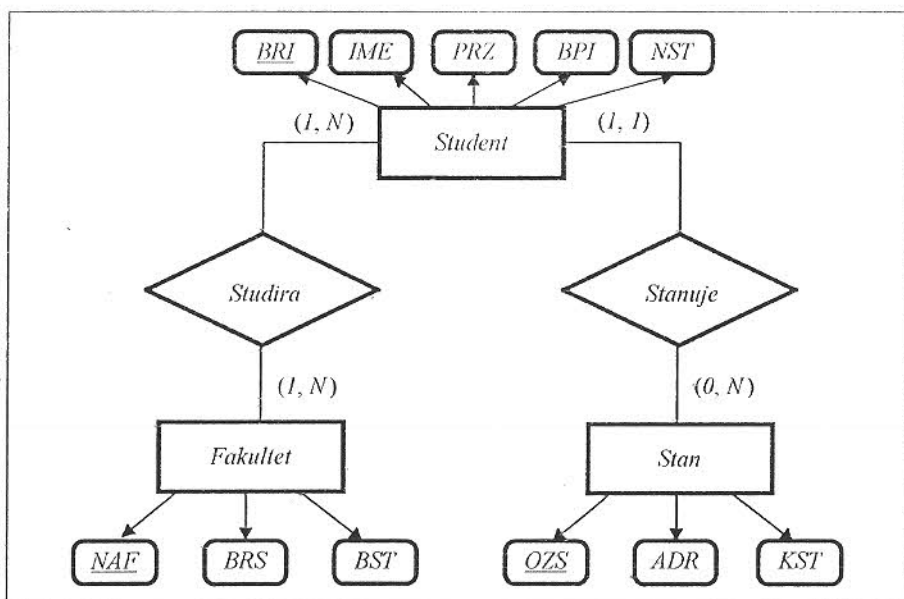 BRI IME PRZ BPI NST
(1, N) (1, 1)
Student
Studira Stanuje
(1, N) (0, N)
Fakultet Stan
NAF BRS BST OZS ADR KST